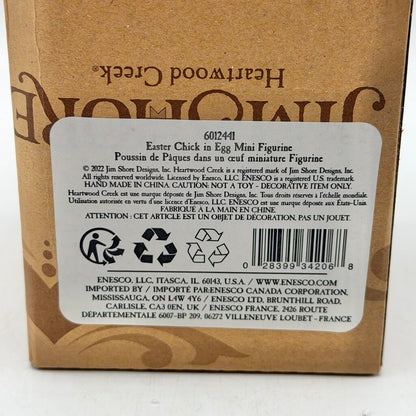 Heartwood Creek®
JIM SHORE
6012441
Easter Chick in Egg Mini Figurine
Poussin de Pâques dans un œuf miniature Figurine
© 2022 Jim Shore Designs, Inc. Heartwood Creek is a registered mark of Jim Shore Designs, Inc.
All rights reserved worldwide. Licensed by Enesco, LLC. ENESCO is a registered U.S. trademark.
HAND MADE IN CHINA. CAUTION: NOT A TOY - DECORATIVE ITEM ONLY.
Heartwood Creek est une marque déposée de Jim Shore Designs, Inc. Tous droits réservés à l'échelle mondiale.
Utilisation autorisée en vertu d'une licence d'Enesco, LLC. ENESCO est une marque déposée aux États-Unis.
FABRIQUE A LA MAIN EN CHINE.
ATTENTION : CET ARTICLE EST UN OBJET DE DECORATION, PAS UN JOUET.
0 28399 34206 8
ENESCO, LLC, ITASCA, IL 60143, U.S.A. / WWW.ENESCO.COM
IMPORTED BY / IMPORTÉ PARENESCO CANADA CORPORATION,
MISSISSAUGA, ON L4W 4Y6 / ENESCO LTD., BRUNTHILL ROAD,
CARLISLE, CA3 0EN, UK / ENESCO FRANCE, 2426 ROUTE
DÉPARTEMENTALE 6007-BP 209, 06272 VILLENEUVE LOUBET - FRANCE